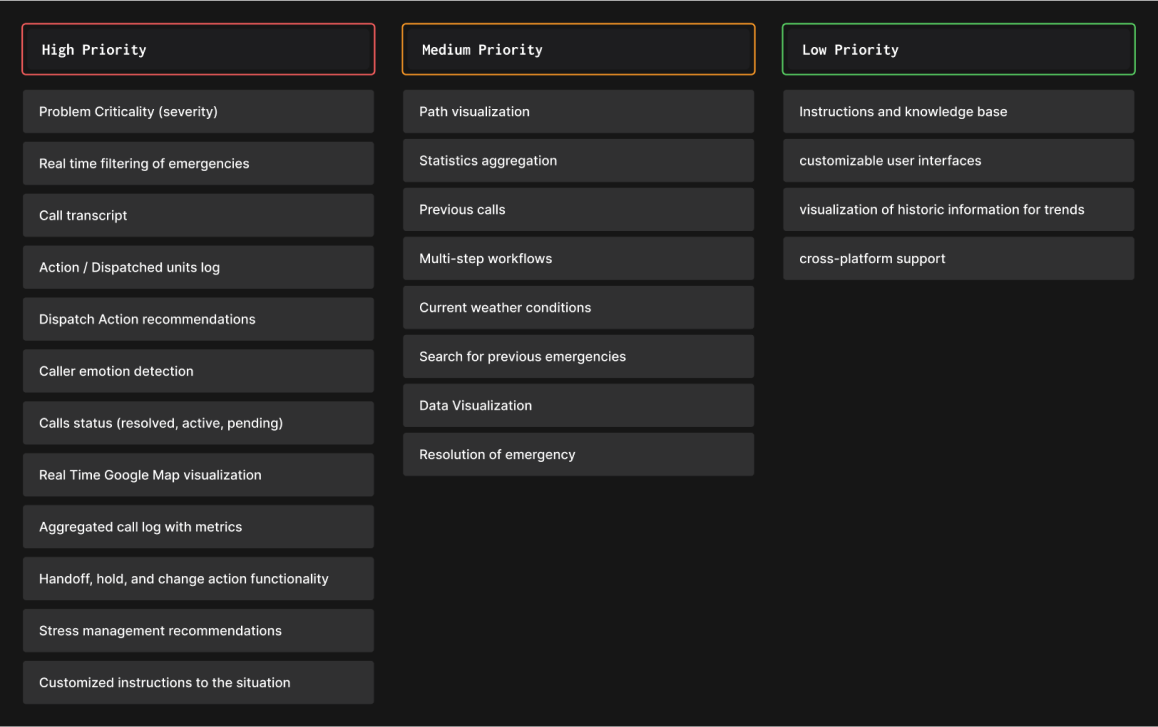 High Priority
Problem Criticality (severity)
Real time filtering of emergencies
Call transcript
Action / Dispatched units log
Dispatch Action recommendations
Caller emotion detection
Calls status (resolved, active, pending)
Real Time Google Map visualization
Aggregated call log with metrics
Handoff, hold, and change action functionality
Stress management recommendations
Customized instructions to the situation
Medium Priority
Path visualization
Statistics aggregation
Previous calls
Multi-step workflows
Current weather conditions
Search for previous emergencies
Data Visualization
Resolution of emergency
Low Priority
Instructions and knowledge base
customizable user interfaces
visualization of historic information for trends
cross-platform support